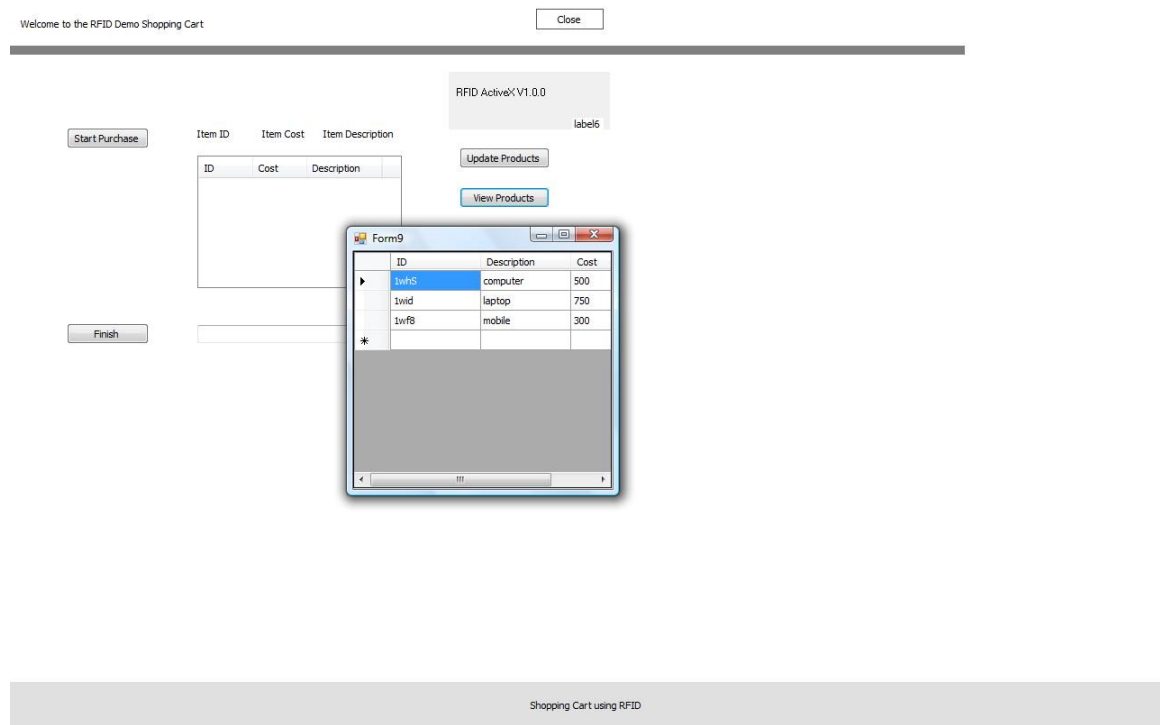 Welcome to the RFID Demo Shopping Cart
Close
RFID ActiveX V1.0.0
label6
Start Purchase
Item ID Item Cost Item Description
Update Products
ID Cost Description
View Products
Form9
ID Description Cost
1whS computer 500
1wid laptop 750
1wf8 mobile 300
Finish
Shopping Cart using RFID